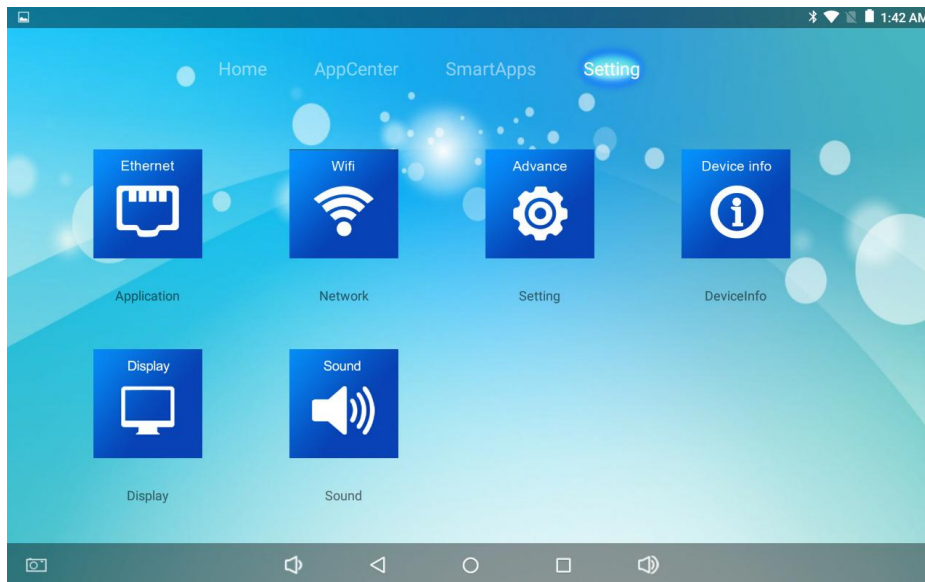 1:42 AM
Home AppCenter SmartApps Setting
Ethernet Wifi Advance Device info
Application Network Setting DeviceInfo
Display Sound
Display Sound